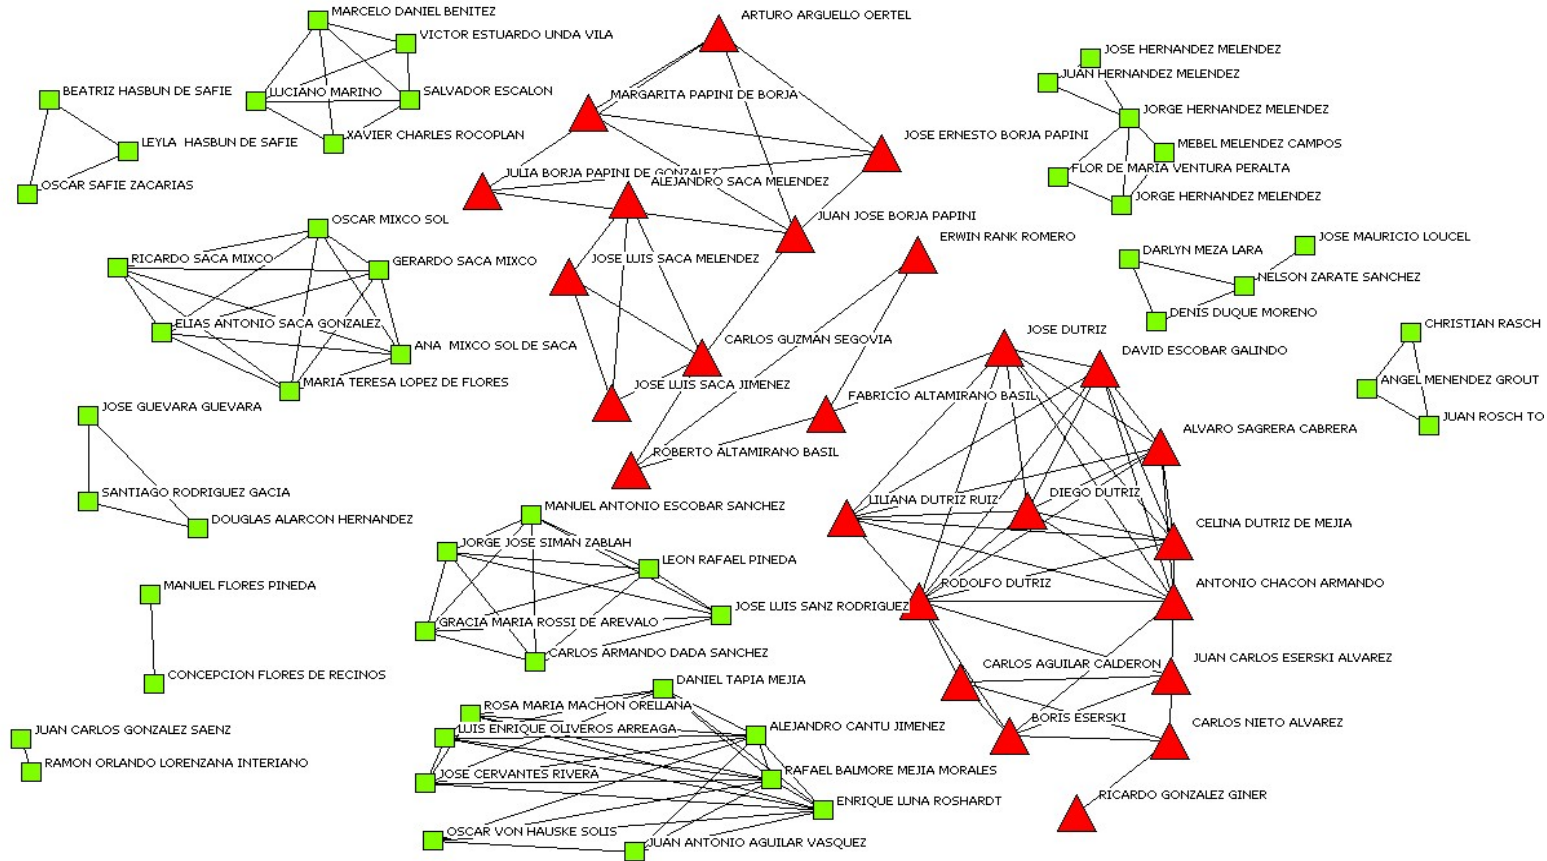 MARCELO DANIEL BENITEZ
ARTURO ARGUELLO OERTEL
VICTOR ESTUARDO UNDA VILA
JOSE HERNANDEZ MELENDEZ
JUAN HERNANDEZ MELENDEZ
BEATRIZ HASBUN DE SAFIE
LUCIANO MARINO
SALVADOR ESCALON
MARGARITA PAPINI DE BORJA
JORGE HERNANDEZ MELENDEZ
XAVIER CHARLES ROCOPLAN
JOSE ERNESTO BORJA PAPINI
LEYLA HASBUN DE SAFIE
MEBEL MELENDEZ CAMPOS
JULIA BORJA PAPINI DE GONZALEZ
FLOR DE MARIA VENTURA PERALTA
OSCAR SAFIE ZACARIAS
ALEJANDRO SACA MELENDEZ
JORGE HERNANDEZ MELENDEZ
OSCAR MIXCO SOL
JUAN JOSE BORJA PAPINI
ERWIN RANK ROMERO
JOSE MAURICIO LOUCEL
DARLYN MEZA LARA
RICARDO SACA MIXCO
GERARDO SACA MIXCO
JOSE LUIS SACA MELENDEZ
NELSON ZARATE SANCHEZ
DENIS DUQUE MORENO
ELIAS ANTONIO SACA GONZALEZ
CHRISTIAN RASCH
JOSE DUTRIZ
CARLOS GUZMAN SEGOVIA
ANA MIXCO SOL DE SACA
DAVID ESCOBAR GALINDO
MARIA TERESA LOPEZ DE FLORES
JOSE LUIS SACA JIMENEZ
ANGEL MENENDEZ GROUT
FABRICIO ALTAMIRANO BASIL
JOSE GUEVARA GUEVARA
JUAN ROSCH TO
ALVARO SAGRERA CABRERA
ROBERTO ALTAMIRANO BASIL
SANTIAGO RODRIGUEZ GACIA
DIEGO DUTRIZ
LILIANA DUTRIZ RUIZ
MANUEL ANTONIO ESCOBAR SANCHEZ
DOUGLAS ALARCON HERNANDEZ
CELINA DUTRIZ DE MEJIA
JORGE JOSE SIMAN ZABLAH
LEON RAFAEL PINEDA
MANUEL FLORES PINEDA
RODOLFO DUTRIZ
ANTONIO CHACON ARMANDO
JOSE LUIS SANZ RODRIGUEZ
GRACIA MARIA ROSSI DE AREVALO
CARLOS ARMANDO DADA SANCHEZ
JUAN CARLOS ESERSKI ALVAREZ
CARLOS AGUILAR CALDERON
CONCEPCION FLORES DE RECINOS
DANIEL TAPIA MEJIA
ROSA MARIA MACHON ORELLANA
BORIS ESERSKI
CARLOS NIETO ALVAREZ
ALEJANDRO CANTU JIMENEZ
LUIS ENRIQUE OLIVEROS ARREAGA
JUAN CARLOS GONZALEZ SAENZ
RAMON ORLANDO LORENZANA INTERIANO
RAFAEL BALMORE MEJIA MORALES
JOSE CERVANTES RIVERA
RICARDO GONZALEZ GINER
ENRIQUE LUNA ROSHARDT
OSCAR VON HAUSKE SOLIS
JUAN ANTONIO AGUILAR VASQUEZ